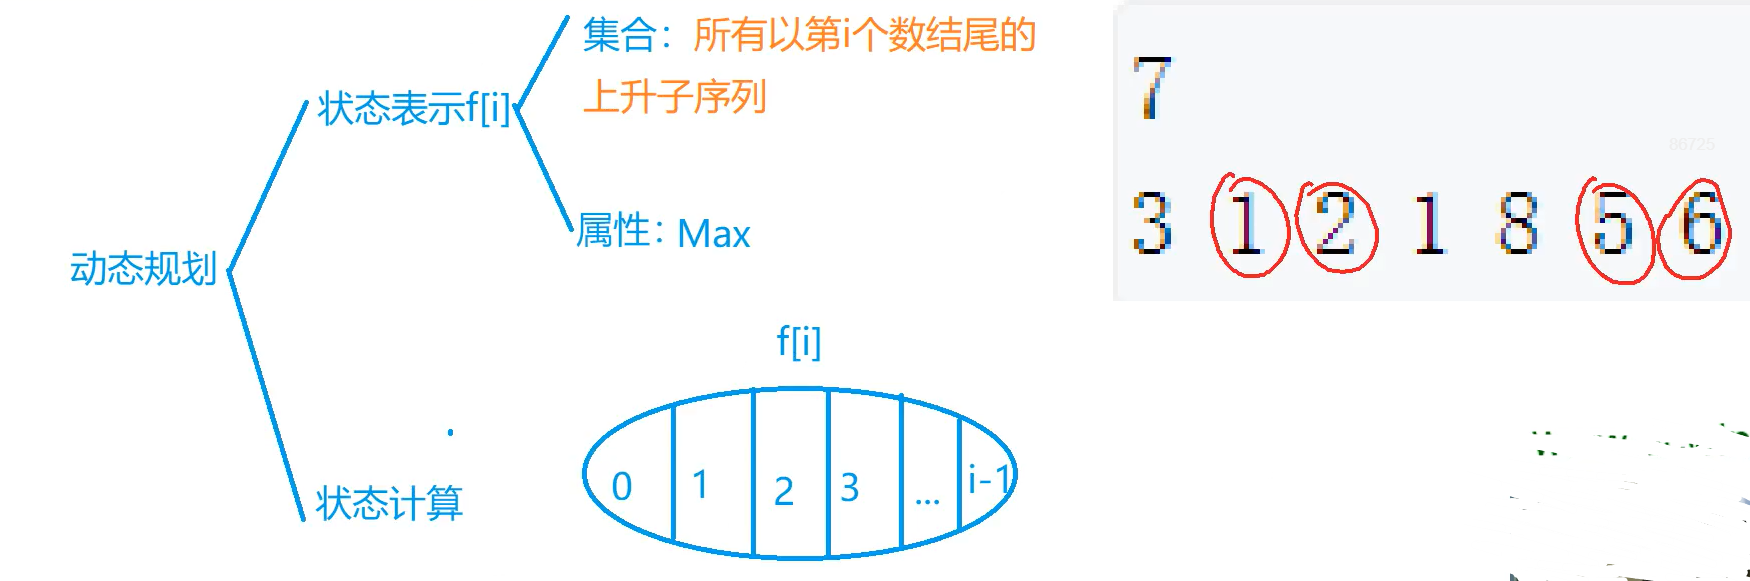 集合：所有以第i个数结尾的
上升子序列
状态表示f[i]
属性：Max
动态规划
f[i]
0 1 2 3 ... i-1
状态计算
7
86725
3 1 2 1 8 5 6